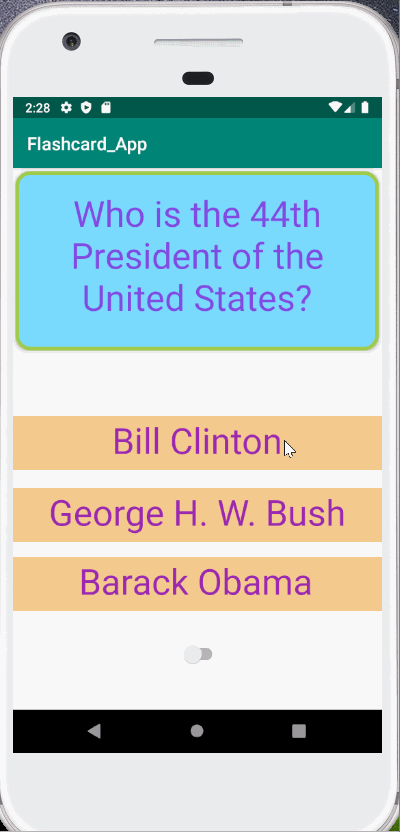 2:28
Flashcard_App
Who is the 44th
President of the
United States?
Bill Clinton
George H. W. Bush
Barack Obama